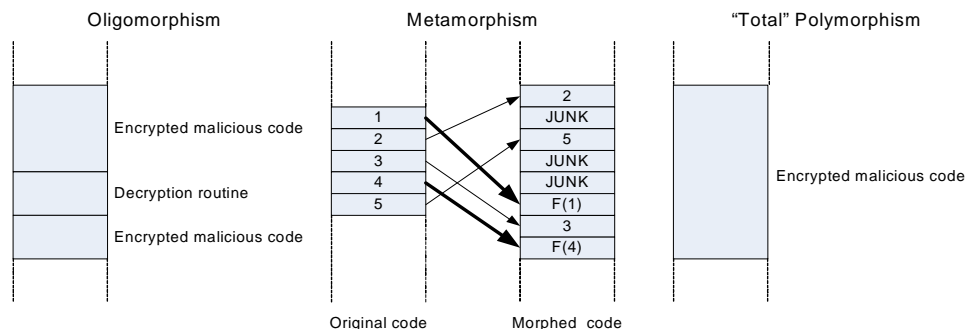 Oligomorphism
Metamorphism
“Total” Polymorphism
Encrypted malicious code
Decryption routine
Encrypted malicious code
1
2
3
4
5
2
JUNK
5
JUNK
JUNK
F(1)
3
F(4)
Encrypted malicious code
Original code
Morphed code